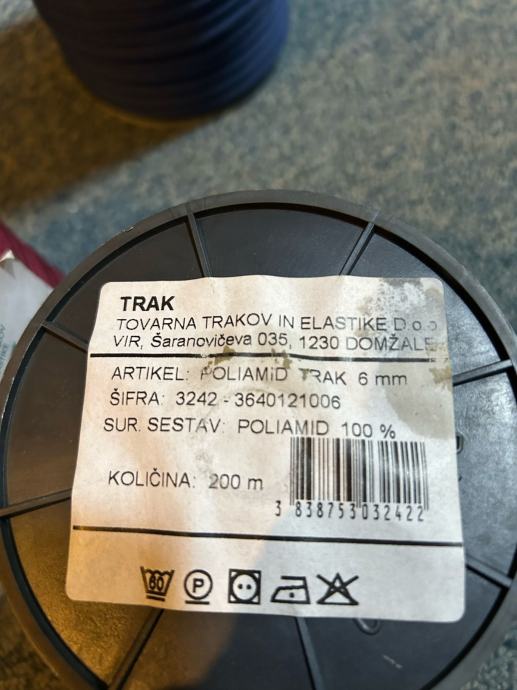 TRAK
TOVARNA TRAKOV IN ELASTIKE D.o.o
VIR, Šaranovičeva 035, 1230 DOMŽALE
ARTIKEL: POLIAMID TRAK 6 mm
ŠIFRA: 3242 - 3640121006
SUR. SESTAV: POLIAMID 100 %
KOLIČINA: 200 m
3 838753 032422
60 P